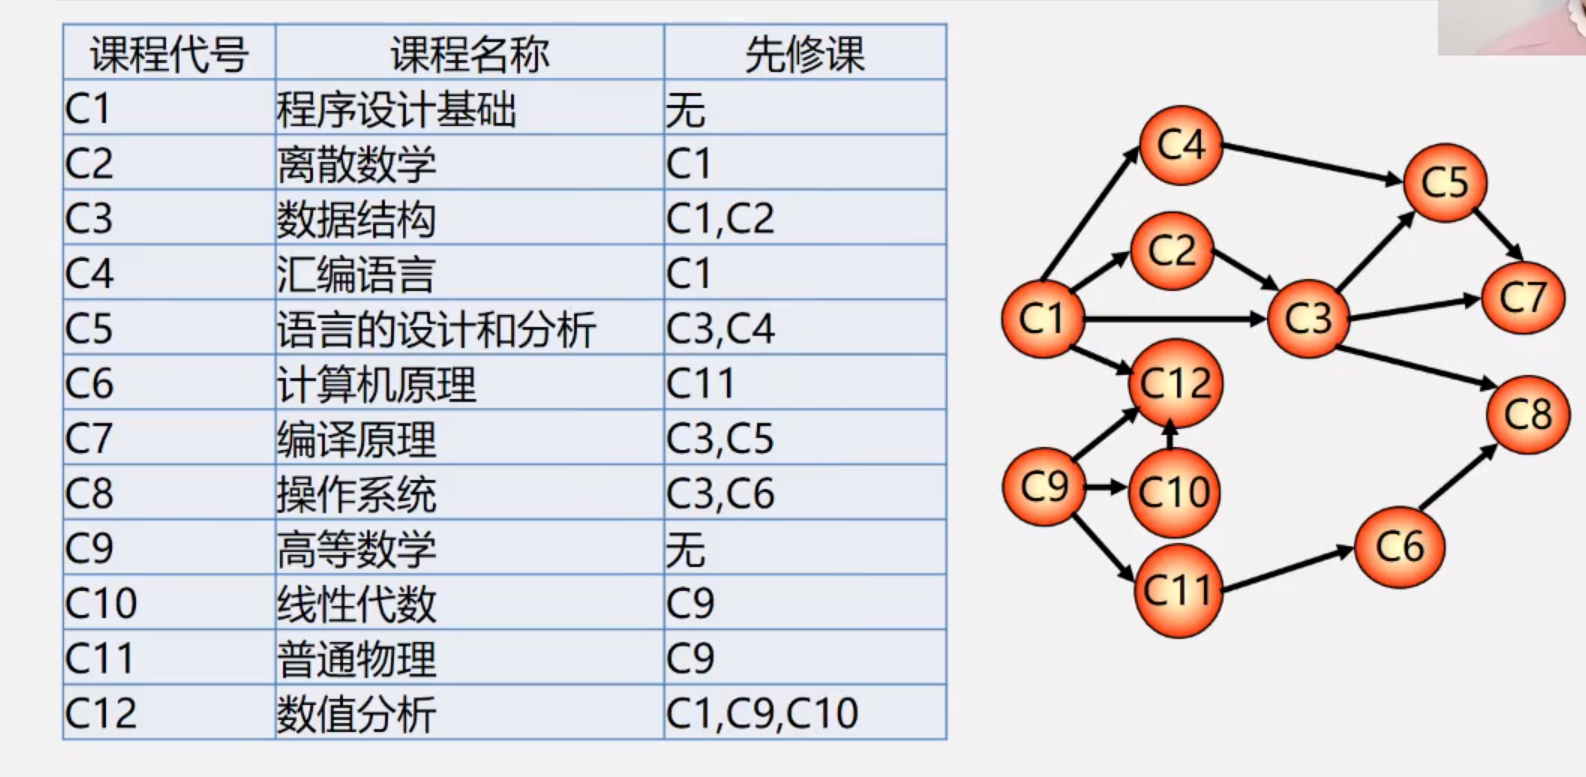 课程代号 课程名称 先修课
C1 程序设计基础 无
C2 离散数学 C1
C3 数据结构 C1,C2
C4 汇编语言 C1
C5 语言的设计和分析 C3,C4
C6 计算机原理 C11
C7 编译原理 C3,C5
C8 操作系统 C3,C6
C9 高等数学 无
C10 线性代数 C9
C11 普通物理 C9
C12 数值分析 C1,C9,C10
C4
C5
C2
C7
C1
C3
C12
C8
C9
C10
C6
C11